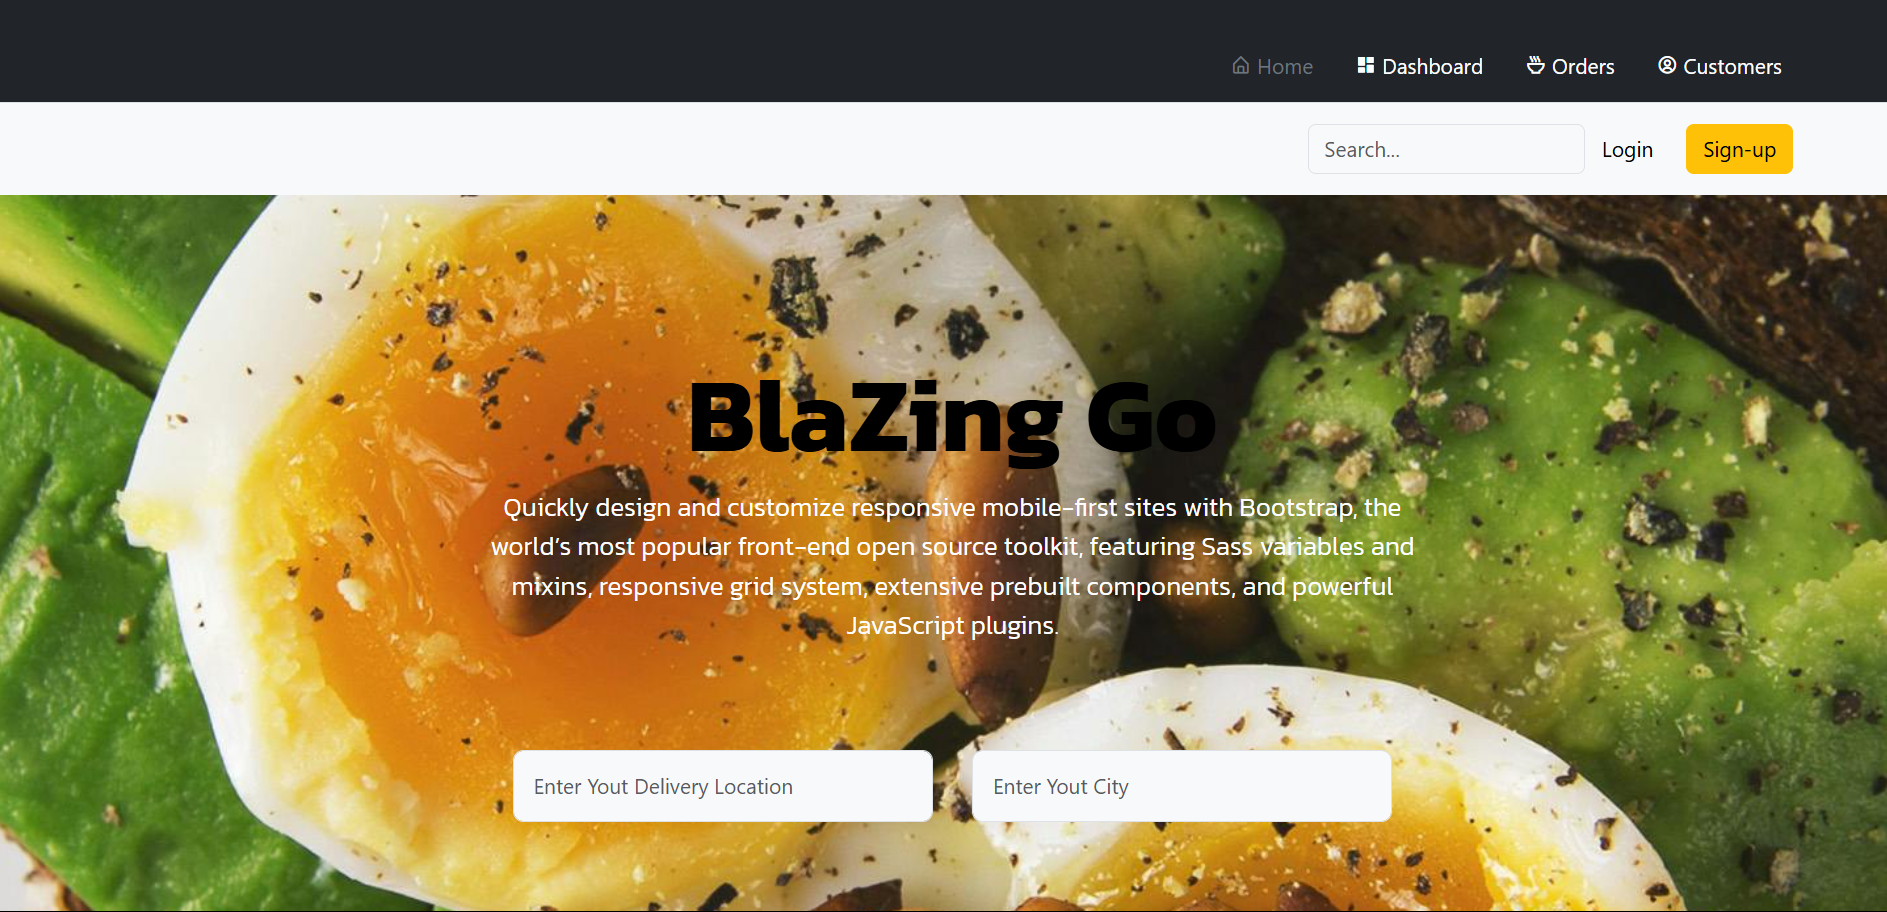 Home Dashboard Orders Customers
Search... Login Sign-up
BlaZing Go
Quickly design and customize responsive mobile-first sites with Bootstrap, the
world’s most popular front-end open source toolkit, featuring Sass variables and
mixins, responsive grid system, extensive prebuilt components, and powerful
JavaScript plugins.
Enter Yout Delivery Location Enter Yout City